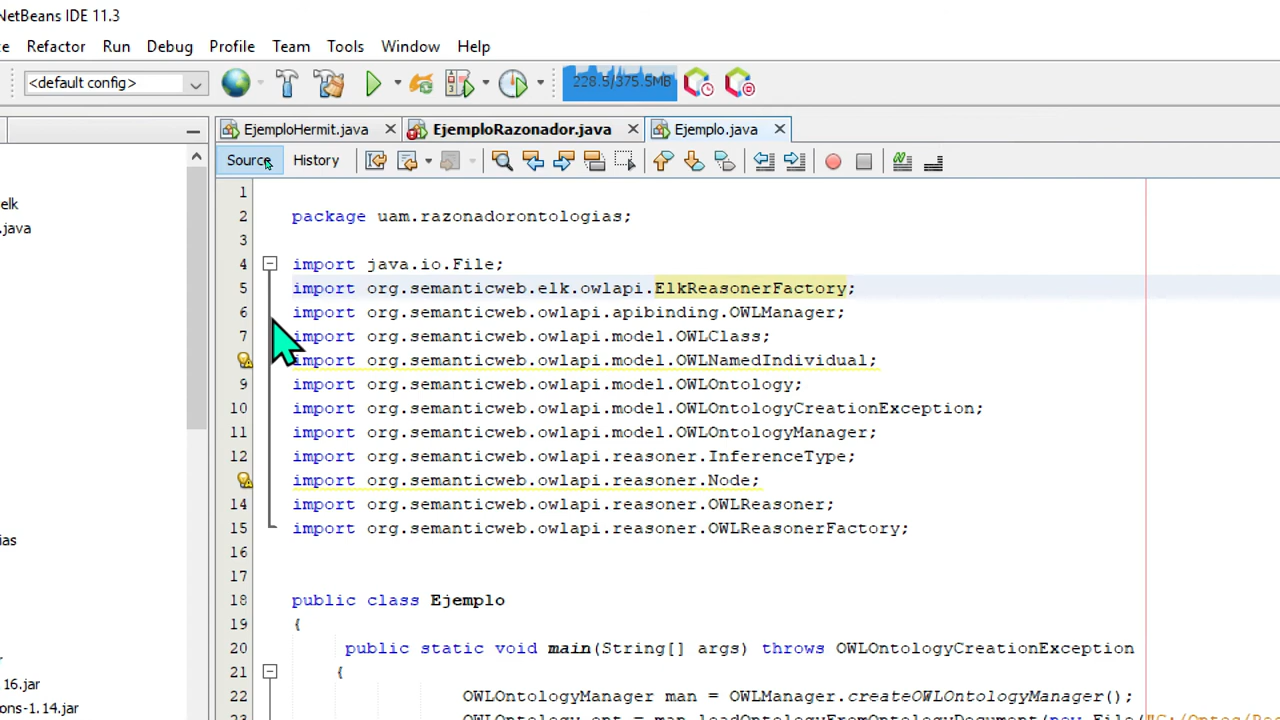 NetBeans IDE 11.3
Refactor Run Debug Profile Team Tools Window Help
<default config> 228.5/375.5MB
EjemploHermit.java EjemploRazonador.java Ejemplo.java
Source History
elk
.java
ias
16.jar
ons-1.14.jar
1
2 package uam.razonadorontologias;
3
4 import java.io.File;
5 import org.semanticweb.elk.owlapi.ElkReasonerFactory;
6 import org.semanticweb.owlapi.apibinding.OWLManager;
7 import org.semanticweb.owlapi.model.OWLClass;
import org.semanticweb.owlapi.model.OWLNamedIndividual;
9 import org.semanticweb.owlapi.model.OWLOntology;
10 import org.semanticweb.owlapi.model.OWLOntologyCreationException;
11 import org.semanticweb.owlapi.model.OWLOntologyManager;
12 import org.semanticweb.owlapi.reasoner.InferenceType;
import org.semanticweb.owlapi.reasoner.Node;
14 import org.semanticweb.owlapi.reasoner.OWLReasoner;
15 import org.semanticweb.owlapi.reasoner.OWLReasonerFactory;
16
17
18 public class Ejemplo
19 {
20 public static void main(String[] args) throws OWLOntologyCreationException
21 {
22 OWLOntologyManager man = OWLManager.createOWLOntologyManager();